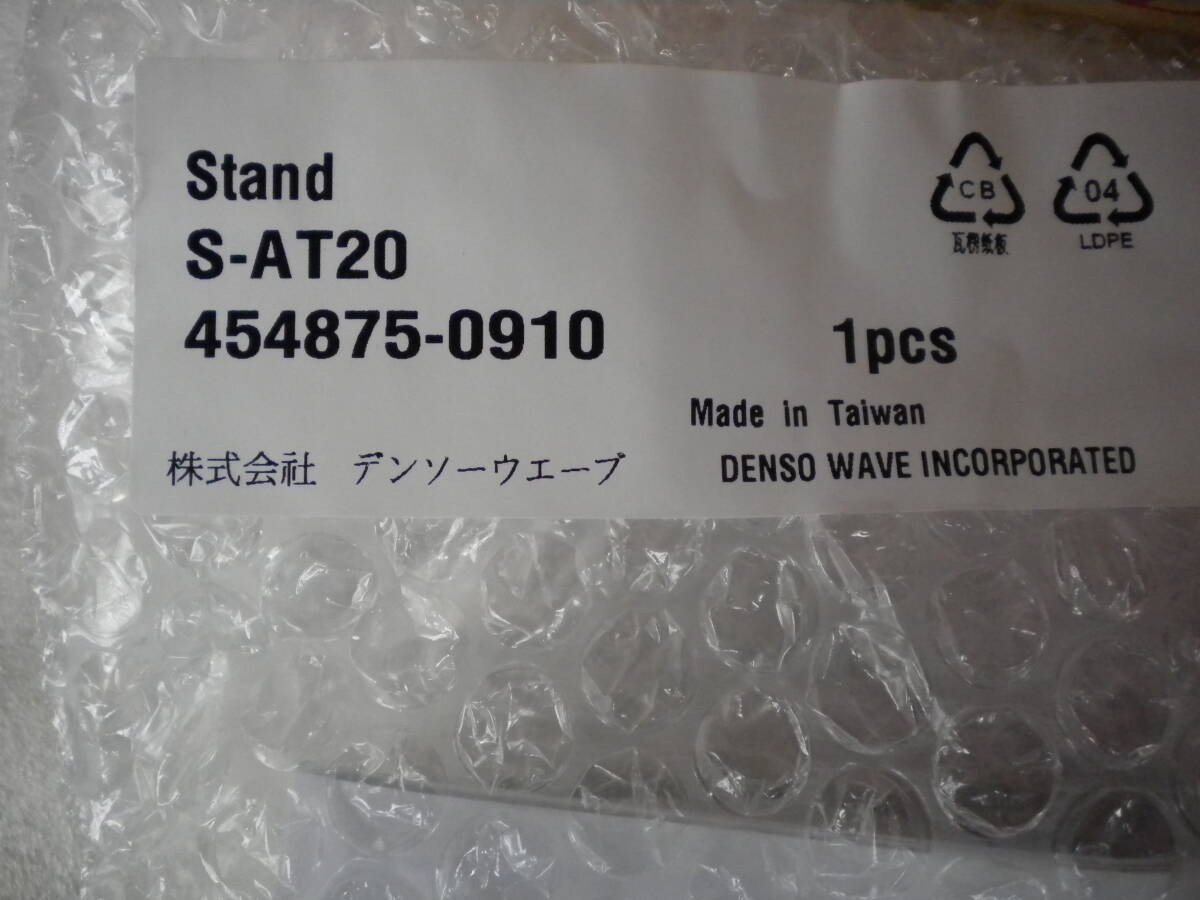 Stand
S-AT20
454875-0910
1pcs
Made in Taiwan
株式会社 デンソーウエーブ
DENSO WAVE INCORPORATED
CB
瓦楞紙板
04
LDPE